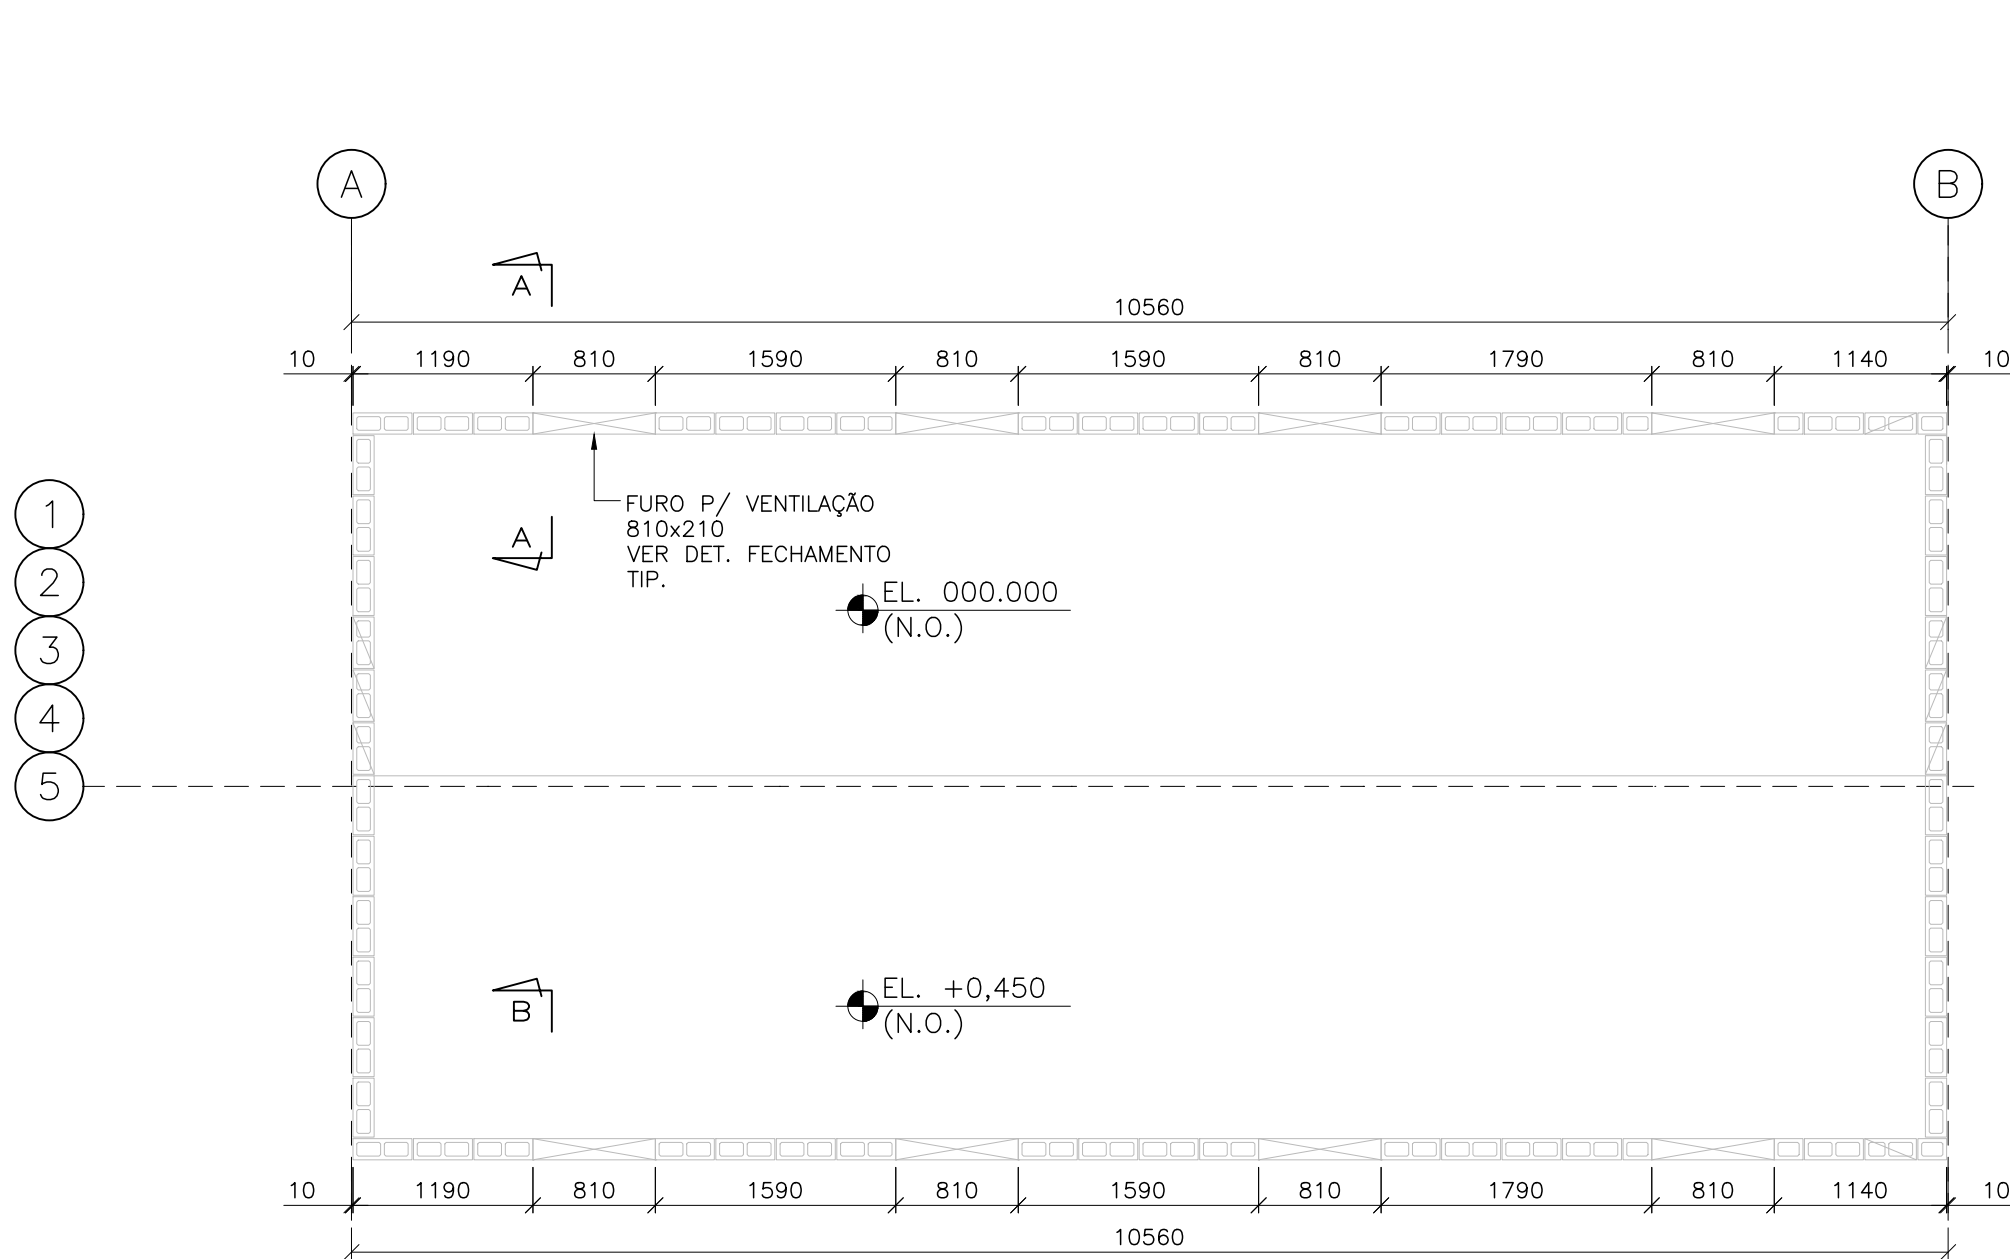 A
B
A
10560
10 1190 810 1590 810 1590 810 1790 810 1140 10
1
2
3
4
5
FURO P/ VENTILAÇÃO
810x210
VER DET. FECHAMENTO
TIP.
A
EL. 000.000
(N.O.)
EL. +0,450
(N.O.)
B
10 1190 810 1590 810 1590 810 1790 810 1140 10
10560